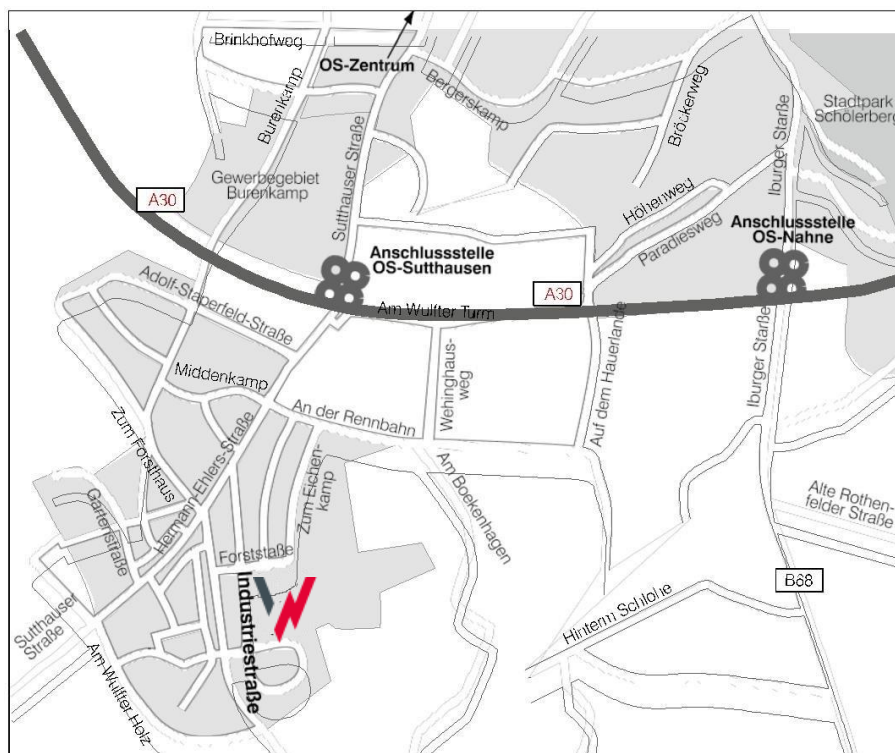 Brinkhofweg
OS-Zentrum
Bergerskamp
Burenkamp
Sutthauser Straße
Bröckerweg
Iburger Starße
Stadtpark
Schölerberg
Gewerbegebiet
Burenkamp
A30
Höhenweg
Paradiesweg
Anschlussstelle
OS-Nahne
Anschlussstelle
OS-Sutthausen
A30
Adolf-Staperfeld-Straße
Am Wulfter Turm
Middenkamp
Wehinghaus-
weg
Auf dem Hauerlande
Iburger Starße
An der Rennbahn
Zum Forsthaus
Hermann-Ehlers-Straße
Zum Eichen-
kamp
Am Boekenhagen
Gartenstraße
Alte Rothen-
felder Straße
Forststaße
B68
Industriestraße
Hinterm Schlohe
Sutthauser
Straße
Am Wulfter Holz